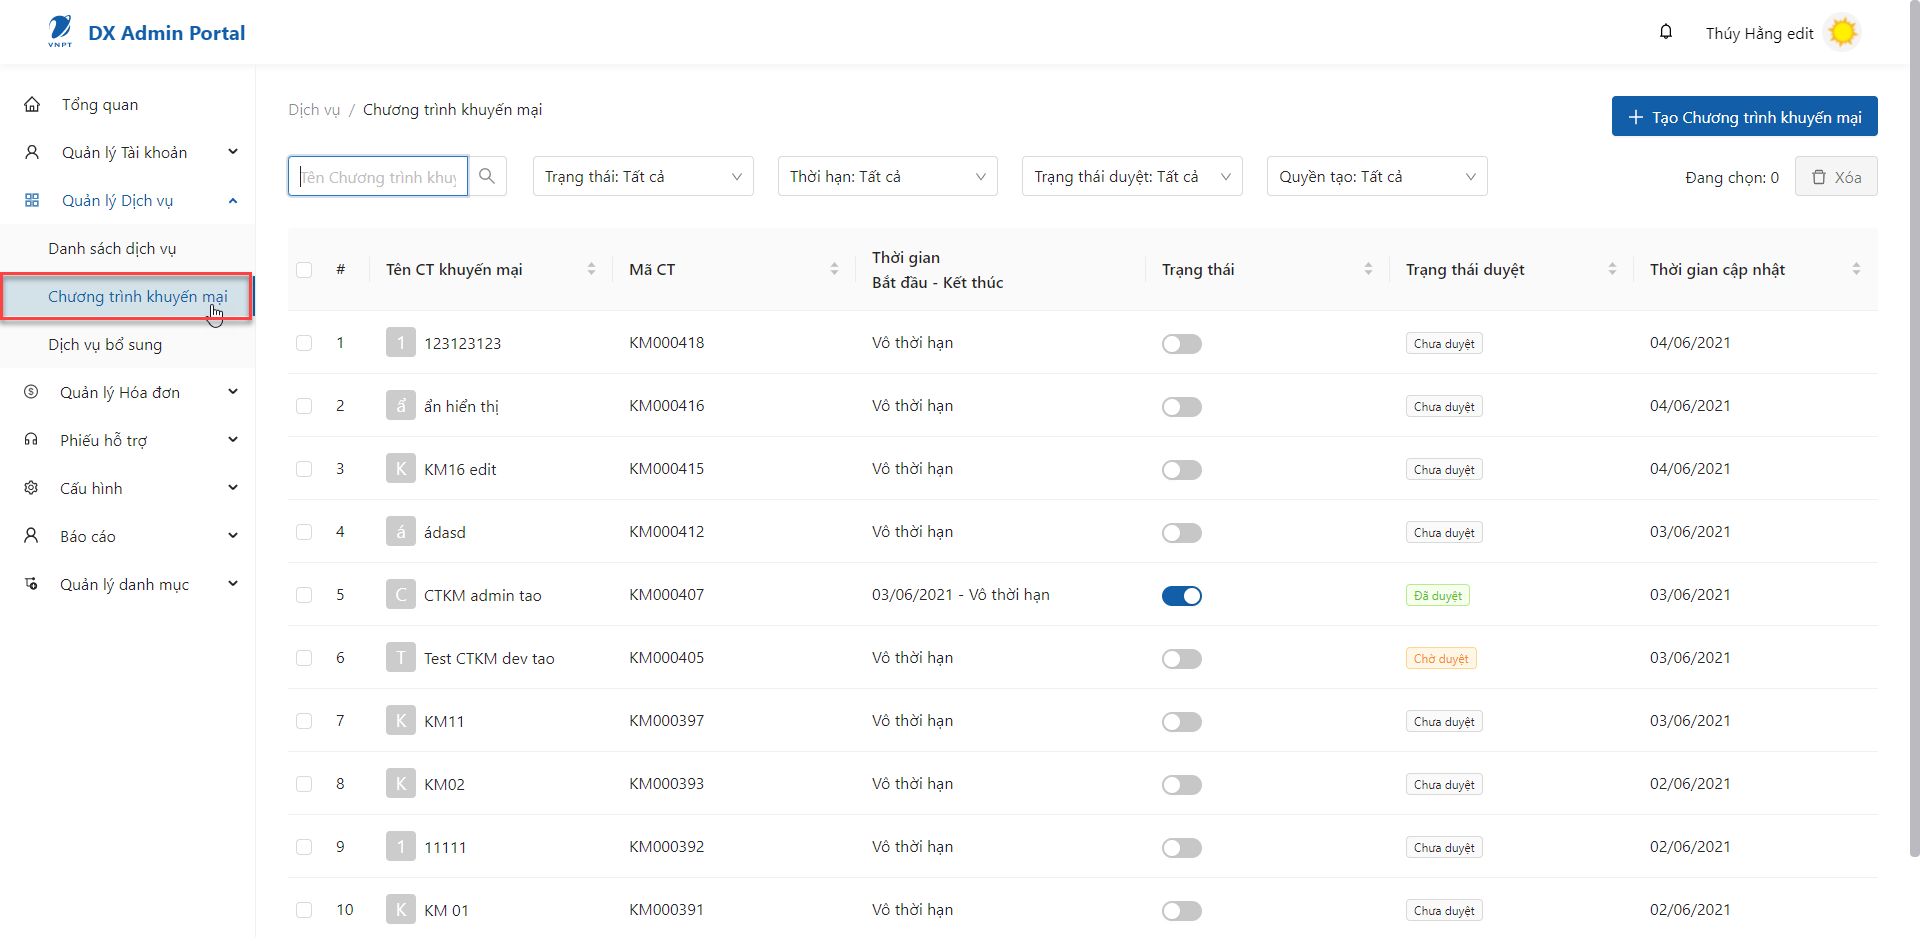 VNPT
DX Admin Portal
Thúy Hằng edit
Tổng quan
Quản lý Tài khoản
Quản lý Dịch vụ
Danh sách dịch vụ
Chương trình khuyến mại
Dịch vụ bổ sung
Quản lý Hóa đơn
Phiếu hỗ trợ
Cấu hình
Báo cáo
Quản lý danh mục
Dịch vụ / Chương trình khuyến mại
Tạo Chương trình khuyến mại
Tên Chương trình khuy
Trạng thái: Tất cả
Thời hạn: Tất cả
Trạng thái duyệt: Tất cả
Quyền tạo: Tất cả
Đang chọn: 0
Xóa
# Tên CT khuyến mại Mã CT Thời gian Bắt đầu - Kết thúc Trạng thái Trạng thái duyệt Thời gian cập nhật
1 1 123123123 KM000418 Vô thời hạn Chưa duyệt 04/06/2021
2 ẩ ẩn hiển thị KM000416 Vô thời hạn Chưa duyệt 04/06/2021
3 K KM16 edit KM000415 Vô thời hạn Chưa duyệt 04/06/2021
4 á ádasd KM000412 Vô thời hạn Chưa duyệt 03/06/2021
5 C CTKM admin tao KM000407 03/06/2021 - Vô thời hạn Đã duyệt 03/06/2021
6 T Test CTKM dev tao KM000405 Vô thời hạn Chờ duyệt 03/06/2021
7 K KM11 KM000397 Vô thời hạn Chưa duyệt 03/06/2021
8 K KM02 KM000393 Vô thời hạn Chưa duyệt 02/06/2021
9 1 11111 KM000392 Vô thời hạn Chưa duyệt 02/06/2021
10 K KM 01 KM000391 Vô thời hạn Chưa duyệt 02/06/2021